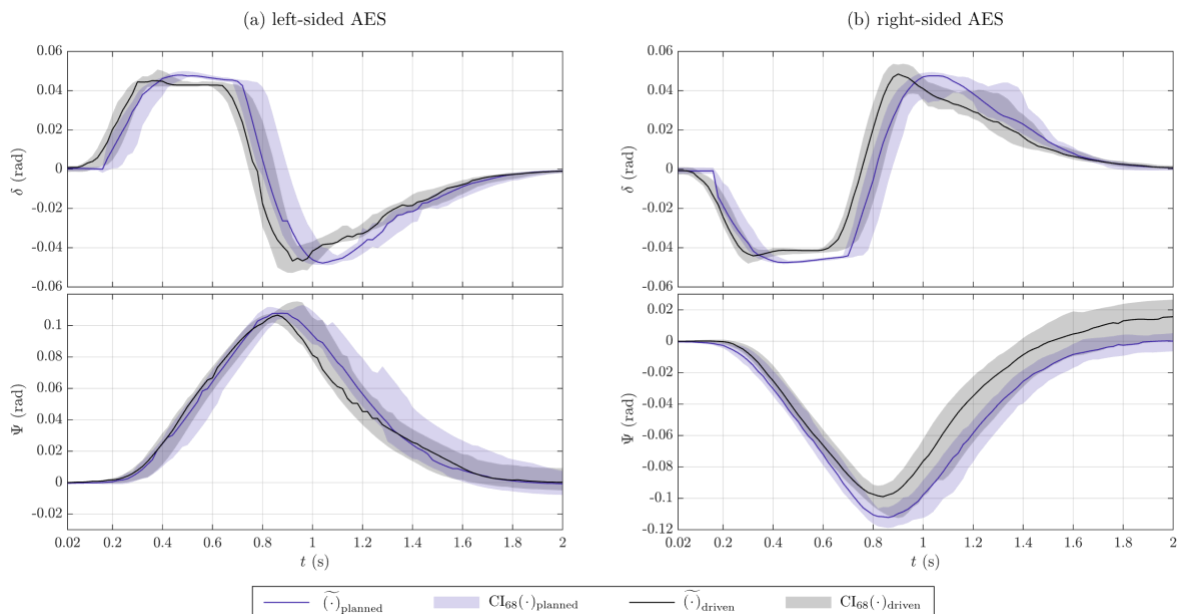 (a) left-sided AES
(b) right-sided AES
0.06
0.04
0.02
0
-0.02
-0.04
-0.06
δ (rad)
0.06
0.04
0.02
0
-0.02
-0.04
-0.06
δ (rad)
0.1
0.08
0.06
0.04
0.02
0
-0.02
Ψ (rad)
0.02
0
-0.02
-0.04
-0.06
-0.08
-0.1
-0.12
Ψ (rad)
0.02 0.2 0.4 0.6 0.8 1.0 1.2 1.4 1.6 1.8 2
t (s)
0.02 0.2 0.4 0.6 0.8 1.0 1.2 1.4 1.6 1.8 2
t (s)
(·)̃planned CI68(·)planned (·)̃driven CI68(·)driven